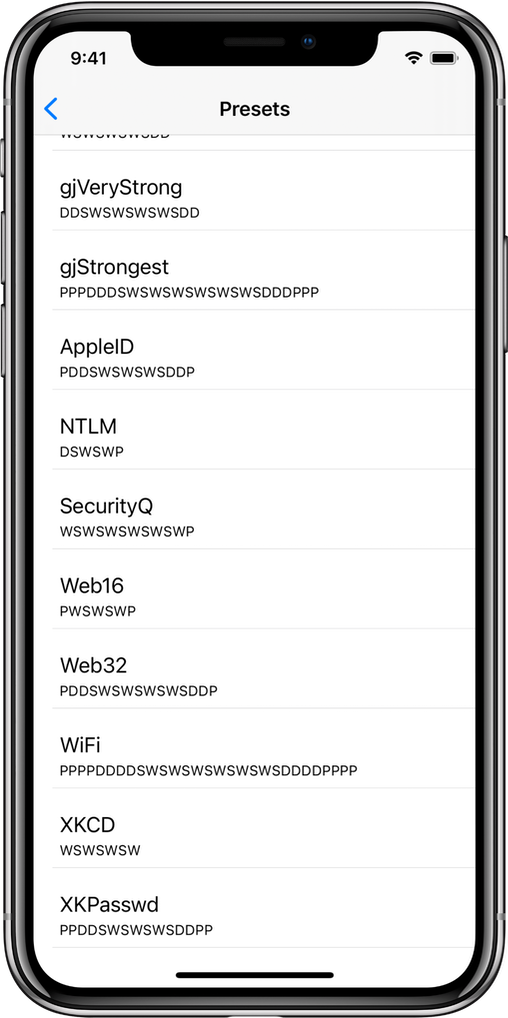 9:41
Presets
WSWSWSWSDD
gjVeryStrong
DDSWSWSWSWSDD
gjStrongest
PPPDDDSWSWSWSWSWSWSDDDPPP
AppleID
PDDSWSWSWSDDP
NTLM
DSWSWP
SecurityQ
WSWSWSWSWSWP
Web16
PWSWSWP
Web32
PDDSWSWSWSWSDDP
WiFi
PPPPDDDDSWSWSWSWSWSWSDDDDPPPP
XKCD
WSWSWSW
XKPasswd
PPDDSWSWSWSDDPP